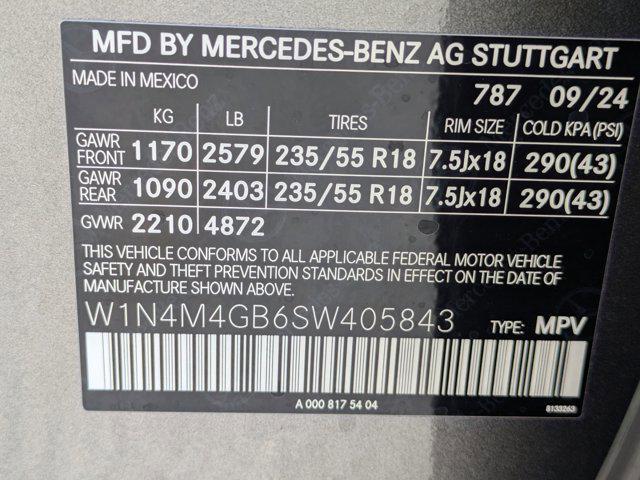 MFD BY MERCEDES-BENZ AG STUTTGART
MADE IN MEXICO 787 09/24
KG LB TIRES RIM SIZE COLD KPA(PSI)
GAWR FRONT 1170 2579 235/55 R18 7.5Jx18 290(43)
GAWR REAR 1090 2403 235/55 R18 7.5Jx18 290(43)
GVWR 2210 4872
THIS VEHICLE CONFORMS TO ALL APPLICABLE FEDERAL MOTOR VEHICLE
SAFETY AND THEFT PREVENTION STANDARDS IN EFFECT ON THE DATE OF
MANUFACTURE SHOWN ABOVE.
W1N4M4GB6SW405843 TYPE: MPV
A 000 817 54 04 8133263